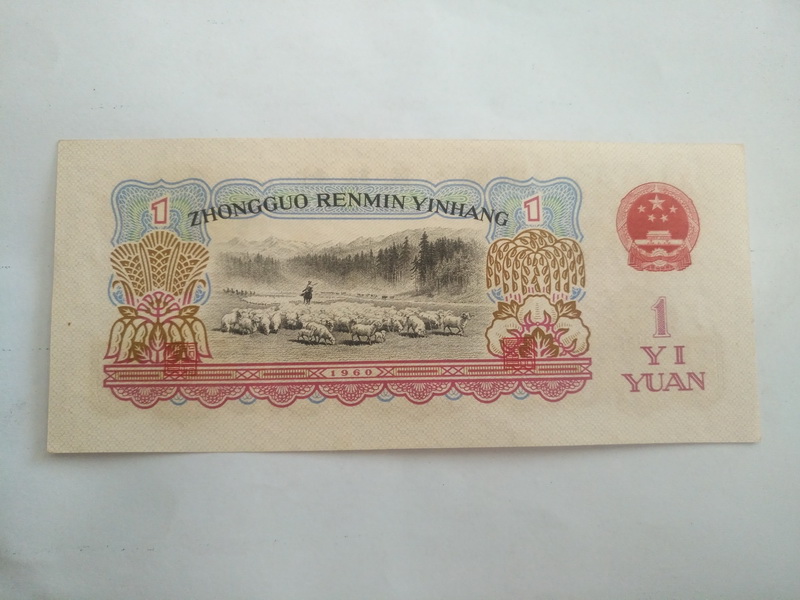 1
ZHONGGUO RENMIN YINHANG
1
1960
1
YI
YUAN